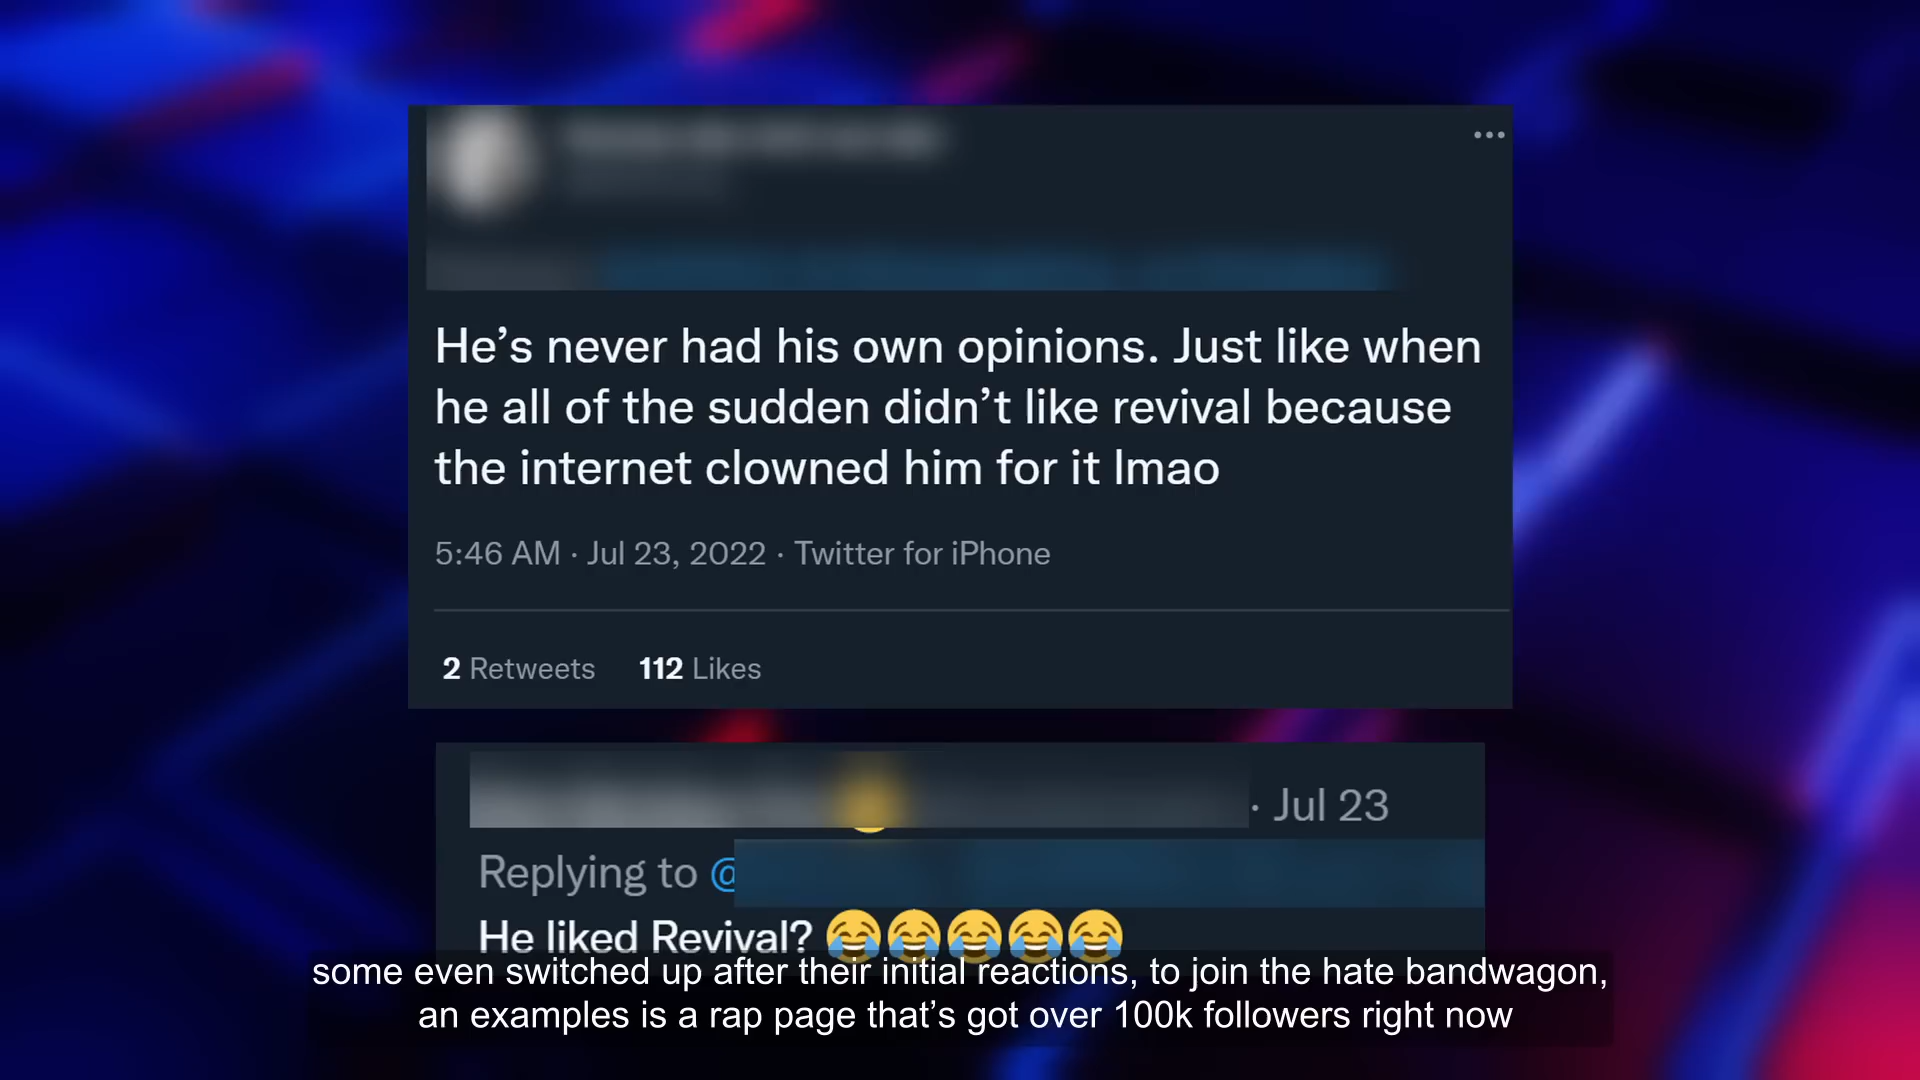 He’s never had his own opinions. Just like when
he all of the sudden didn’t like revival because
the internet clowned him for it lmao
5:46 AM · Jul 23, 2022 · Twitter for iPhone
2 Retweets 112 Likes
· Jul 23
Replying to @
He liked Revival? 😂😂😂😂😂
some even switched up after their initial reactions, to join the hate bandwagon,
an examples is a rap page that’s got over 100k followers right now